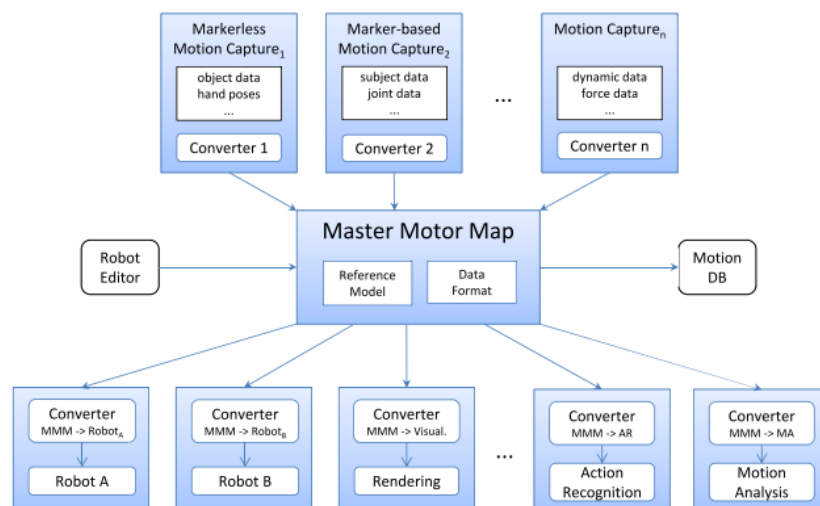 Markerless
Motion Capture₁
object data
hand poses
...
Converter 1
Marker-based
Motion Capture₂
subject data
joint data
...
Converter 2
...
Motion Captureₙ
dynamic data
force data
...
Converter n
Robot
Editor
Master Motor Map
Reference
Model
Data
Format
Motion
DB
Converter
MMM -> Robot_A
Robot A
Converter
MMM -> Robot_B
Robot B
Converter
MMM -> Visual.
Rendering
...
Converter
MMM -> AR
Action
Recognition
Converter
MMM -> MA
Motion
Analysis